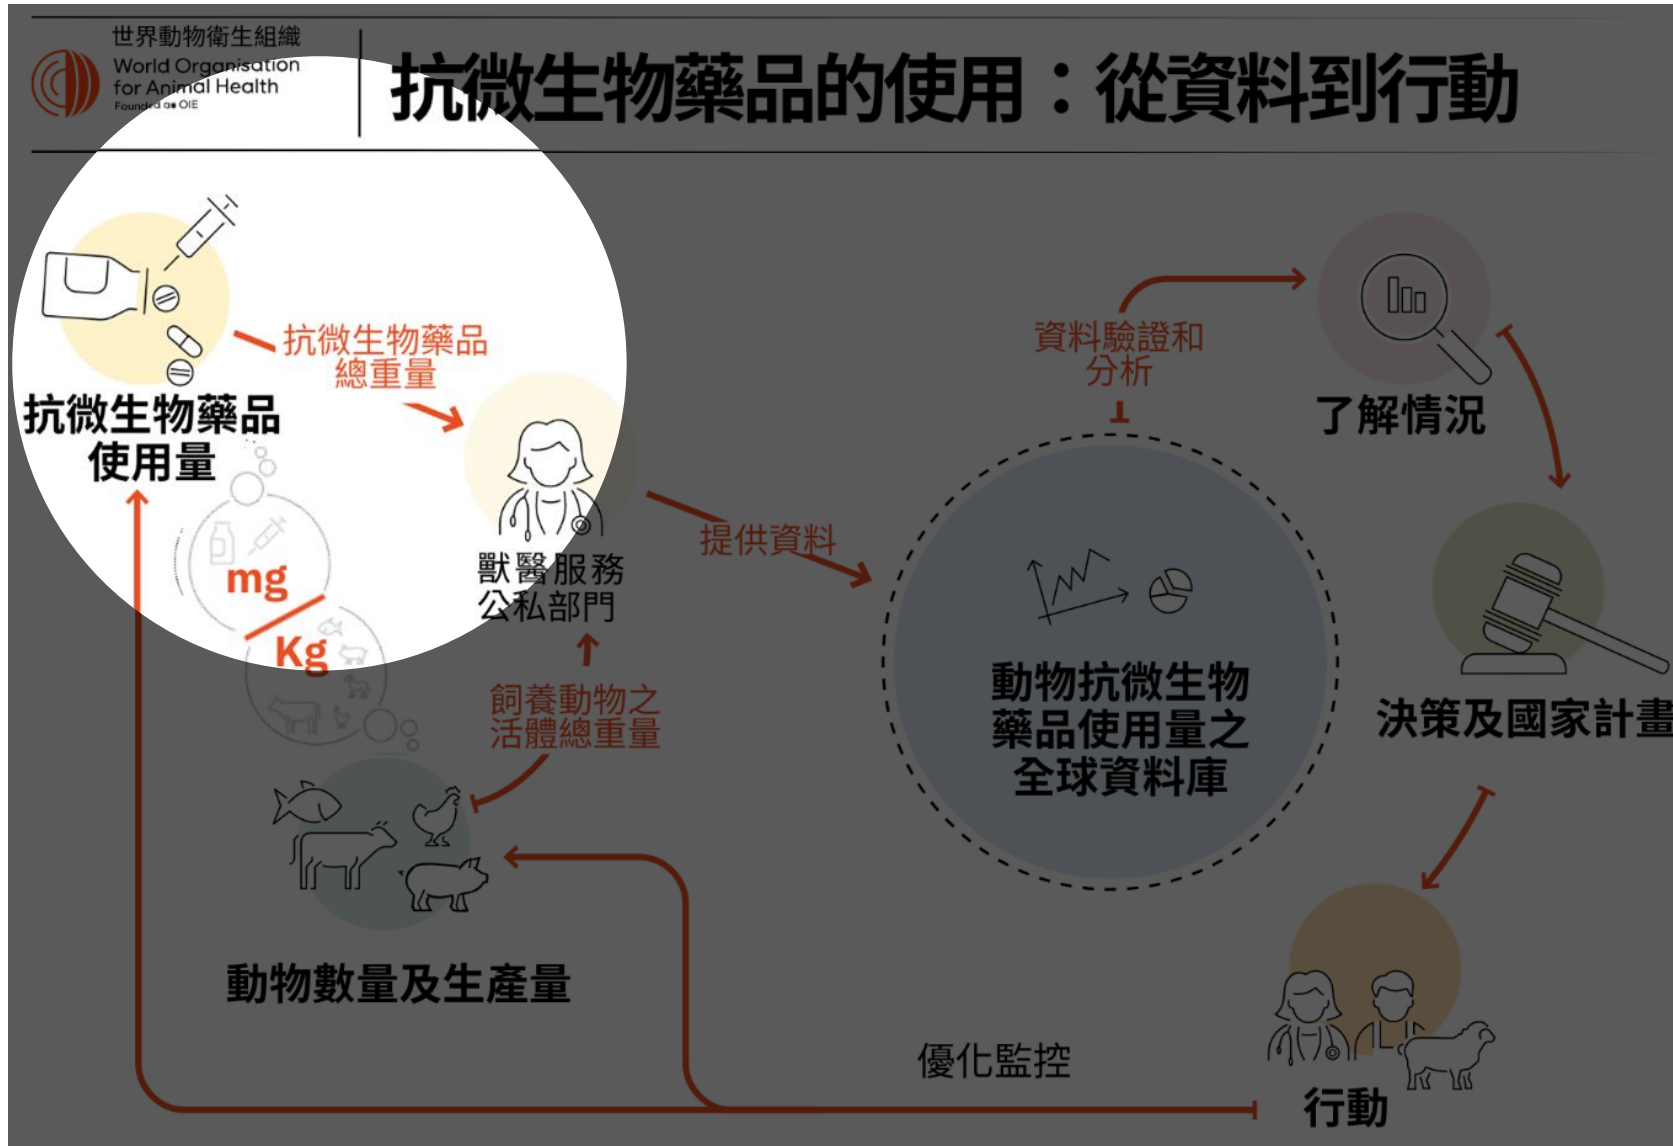 世界動物衛生組織
World Organisation
for Animal Health
Founded as OIE
抗微生物藥品的使用：從資料到行動
抗微生物藥品
總重量
抗微生物藥品
使用量
mg
Kg
獸醫服務
公私部門
飼養動物之
活體總重量
動物數量及生產量
提供資料
動物抗微生物
藥品使用量之
全球資料庫
資料驗證和
分析
了解情況
決策及國家計畫
行動
優化監控